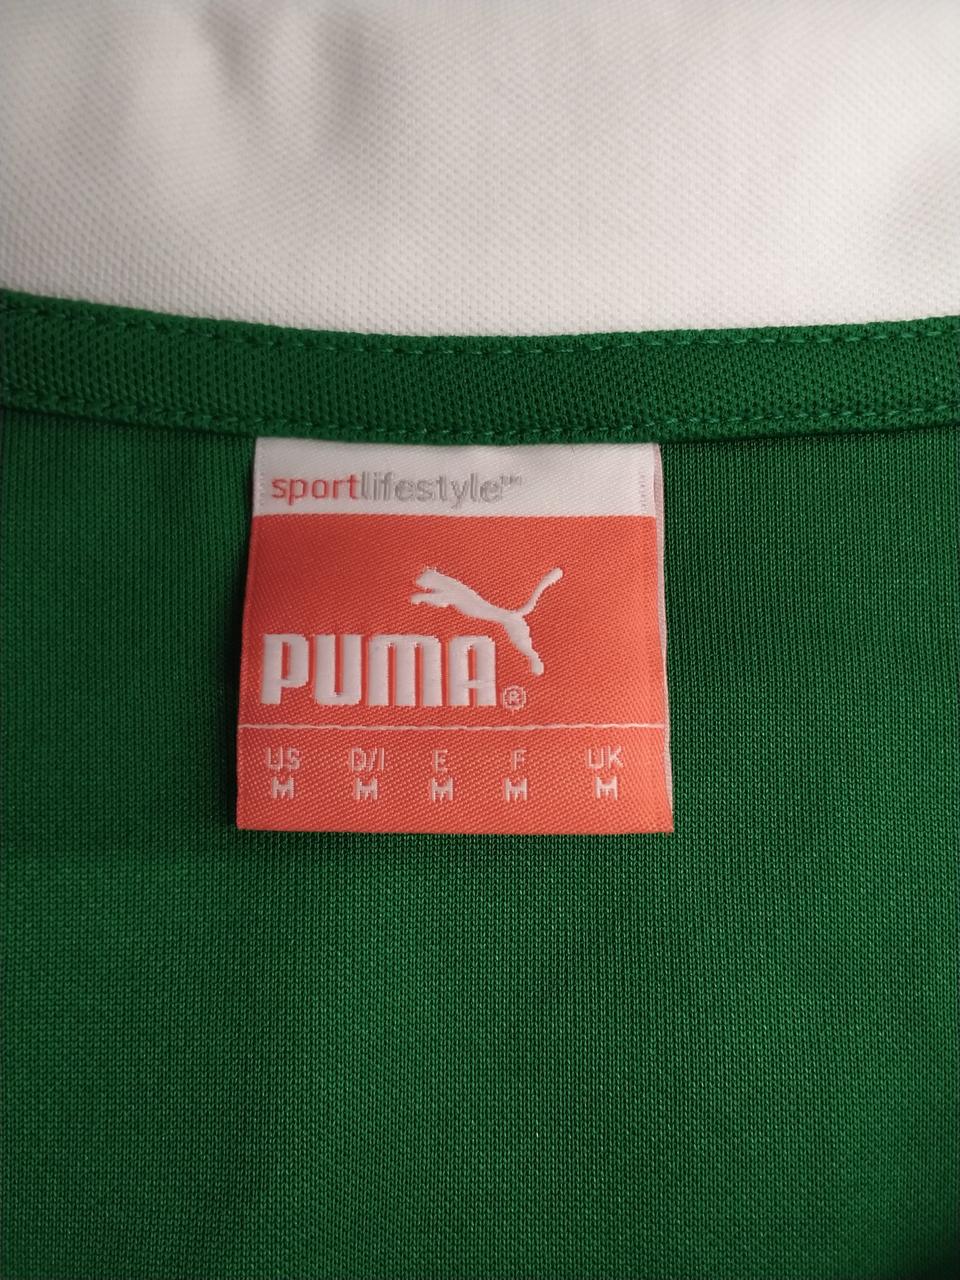 sportlifestyle™
PUMA®
US D/I E F UK
M M M M M